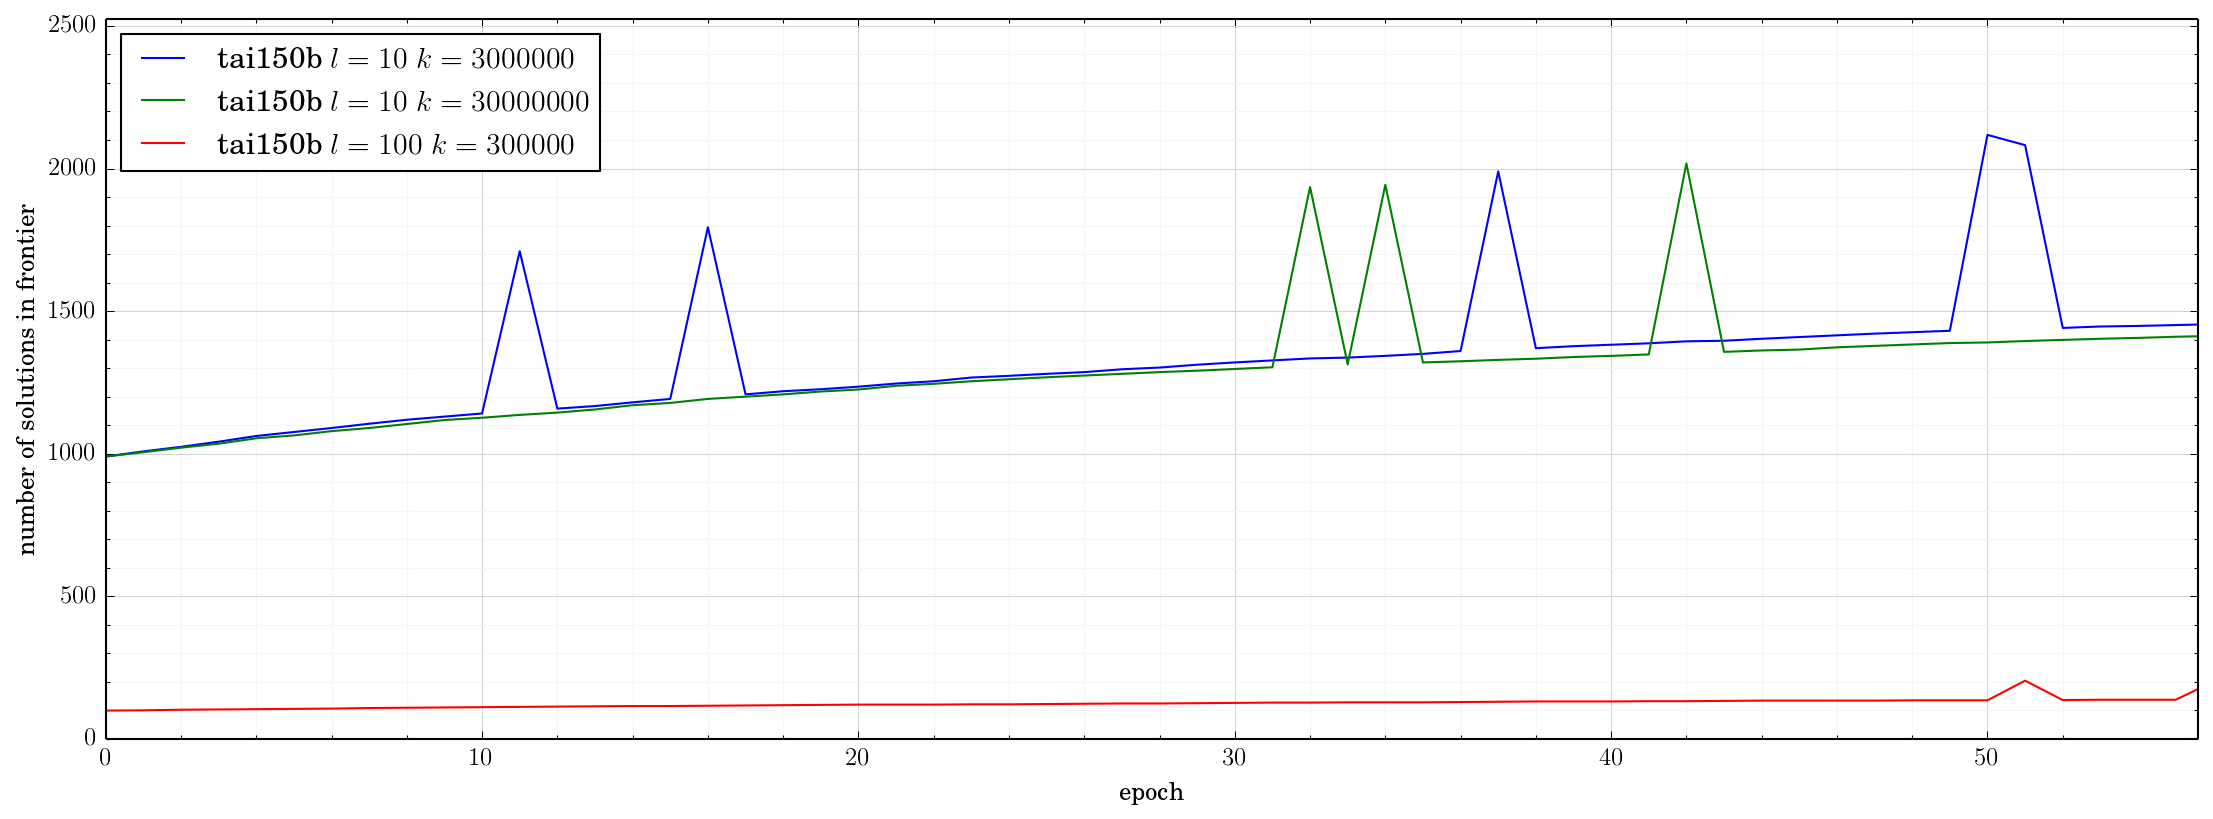 2500
2000
1500
1000
500
0
number of solutions in frontier
tai150b l = 10 k = 3000000
tai150b l = 10 k = 30000000
tai150b l = 100 k = 300000
0 10 20 30 40 50
epoch